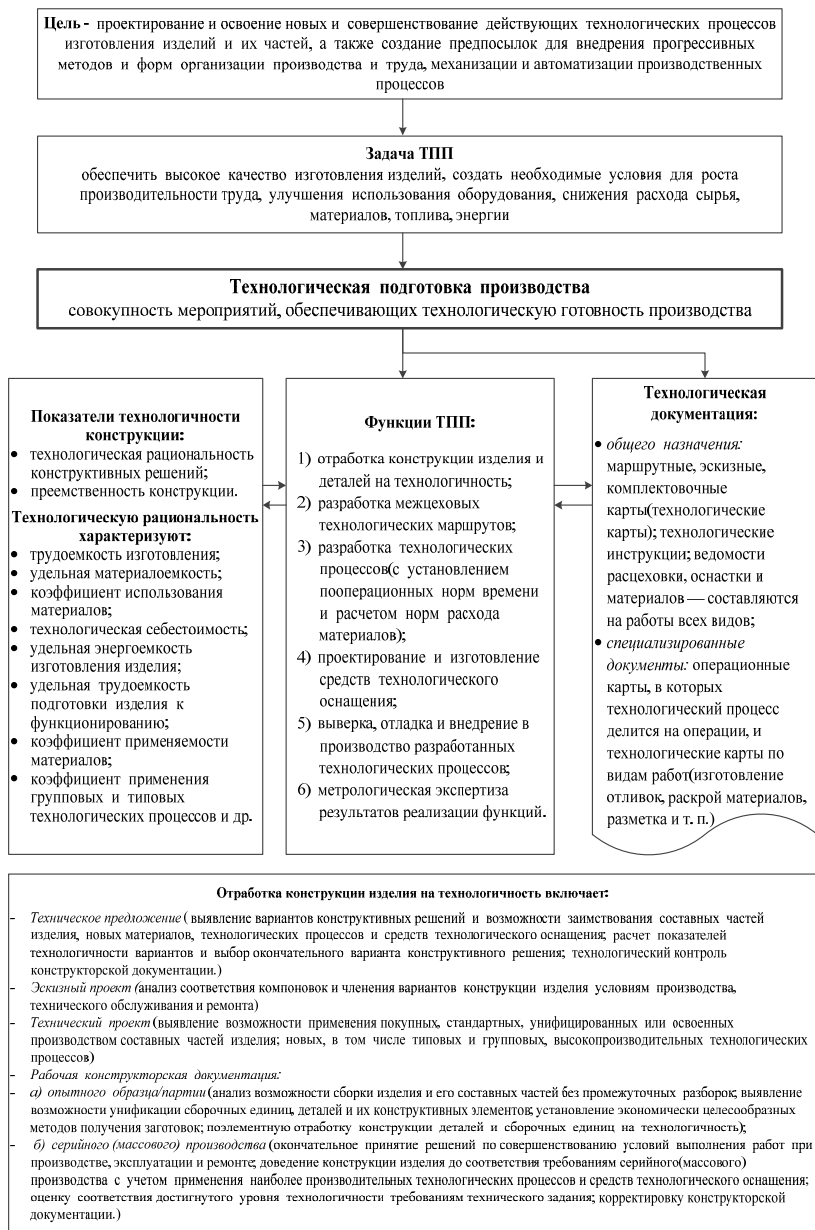 Цель - проектирование и освоение новых и совершенствование действующих технологических процессов
изготовления изделий и их частей, а также создание предпосылок для внедрения прогрессивных
методов и форм организации производства и труда, механизации и автоматизации производственных
процессов
Задача ТПП
обеспечить высокое качество изготовления изделий, создать необходимые условия для роста
производительности труда, улучшения использования оборудования, снижения расхода сырья,
материалов, топлива, энергии
Технологическая подготовка производства
совокупность мероприятий, обеспечивающих технологическую готовность производства
Показатели технологичности
конструкции:
• технологическая рациональность
конструктивных решений;
• преемственность конструкции.
Технологическую рациональность
характеризуют:
• трудоемкость изготовления;
• удельная материалоемкость;
• коэффициент использования
материалов;
• технологическая себестоимость;
• удельная энергоемкость
изготовления изделия;
• удельная трудоемкость
подготовки изделия к
функционированию;
• коэффициент применяемости
материалов;
• коэффициент применения
групповых и типовых
технологических процессов и др.
Функции ТПП:
1) отработка конструкции изделия и
деталей на технологичность;
2) разработка межцеховых
технологических маршрутов;
3) разработка технологических
процессов(с установлением
пооперационных норм времени
и расчетом норм расхода
материалов);
4) проектирование и изготовление
средств технологического
оснащения;
5) выверка, отладка и внедрение в
производство разработанных
технологических процессов;
6) метрологическая экспертиза
результатов реализации функций.
Технологическая
документация:
• общего назначения:
маршрутные, эскизные,
комплектовочные
карты(технологические
карты); технологические
инструкции; ведомости
расцеховки, оснастки и
материалов — составляются
на работы всех видов;
• специализированные
документы: операционные
карты, в которых
технологический процесс
делится на операции, и
технологические карты по
видам работ(изготовление
отливок, раскрой материалов,
разметка и т. п.)
Отработка конструкции изделия на технологичность включает:
- Техническое предложение ( выявление вариантов конструктивных решений и возможности заимствования составных частей
изделия, новых материалов, технологических процессов и средств технологического оснащения; расчет показателей
технологичности вариантов и выбор окончательного варианта конструктивного решения; технологический контроль
конструкторской документации.)
- Эскизный проект (анализ соответствия компоновок и членения вариантов конструкции изделия условиям производства,
технического обслуживания и ремонта)
- Технический проект (выявление возможности применения покупных, стандартных, унифицированных или освоенных
производством составных частей изделия; новых, в том числе типовых и групповых, высокопроизводительных технологических
процессов)
- Рабочая конструкторская документация:
- а) опытного образца/партии (анализ возможности сборки изделия и его составных частей без промежуточных разборок; выявление
возможности унификации сборочных единиц, деталей и их конструктивных элементов; установление экономически целесообразных
методов получения заготовок; поэлементную отработку конструкции деталей и сборочных единиц на технологичность);
- б) серийного (массового) производства (окончательное принятие решений по совершенствованию условий выполнения работ при
производстве, эксплуатации и ремонте; доведение конструкции изделия до соответствия требованиям серийного(массового)
производства с учетом применения наиболее производительных технологических процессов и средств технологического оснащения;
оценку соответствия достигнутого уровня технологичности требованиям технического задания; корректировку конструкторской
документации.)